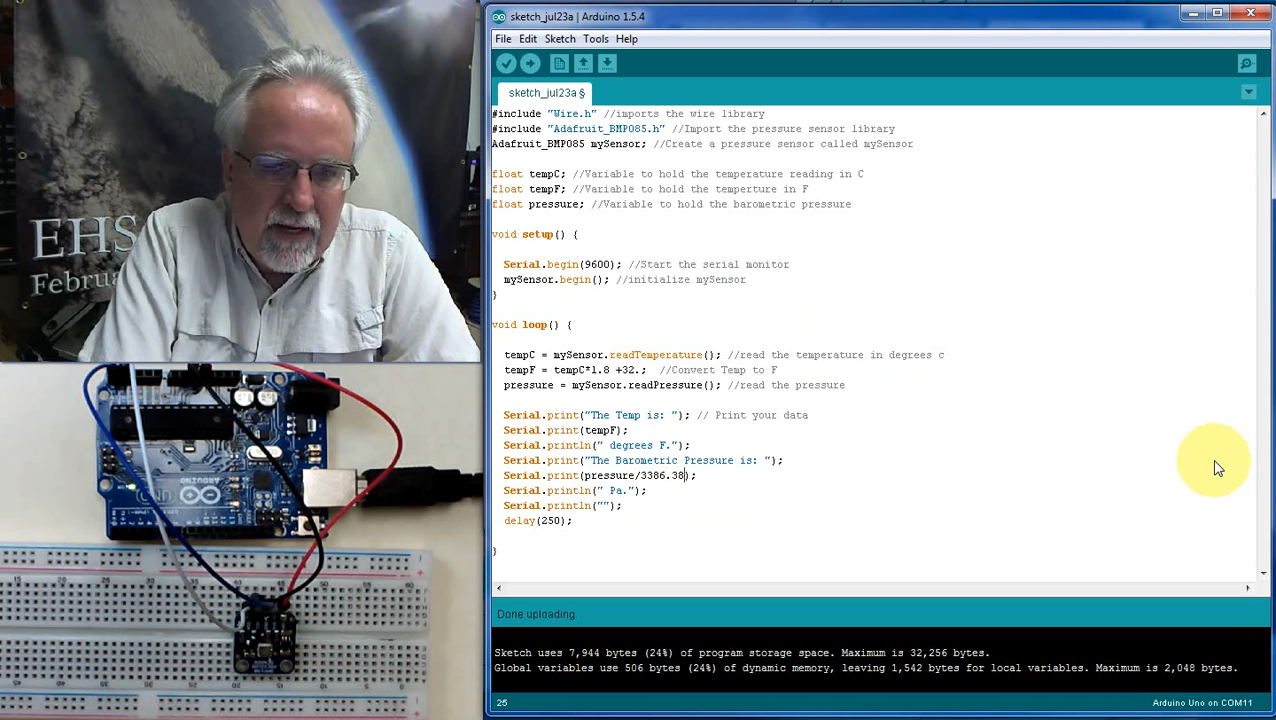 EHS
Februa
sketch_jul23a | Arduino 1.5.4
File Edit Sketch Tools Help
sketch_jul23a §
#include "Wire.h" //imports the wire library
#include "Adafruit_BMP085.h" //Import the pressure sensor library
Adafruit_BMP085 mySensor; //Create a pressure sensor called mySensor
float tempC; //Variable to hold the temperature reading in C
float tempF; //Variable to hold the temperture in F
float pressure; //Variable to hold the barometric pressure
void setup() {
Serial.begin(9600); //Start the serial monitor
mySensor.begin(); //initialize mySensor
}
void loop() {
tempC = mySensor.readTemperature(); //read the temperature in degrees c
tempF = tempC*1.8 +32.; //Convert Temp to F
pressure = mySensor.readPressure(); //read the pressure
Serial.print("The Temp is: "); // Print your data
Serial.print(tempF);
Serial.println(" degrees F.");
Serial.print("The Barometric Pressure is: ");
Serial.print(pressure/3386.38);
Serial.println(" Pa.");
Serial.println("");
delay(250);
}
Done uploading.
Sketch uses 7,944 bytes (24%) of program storage space. Maximum is 32,256 bytes.
Global variables use 506 bytes (24%) of dynamic memory, leaving 1,542 bytes for local variables. Maximum is 2,048 bytes.
25
Arduino Uno on COM11
UNO
ARDUINO